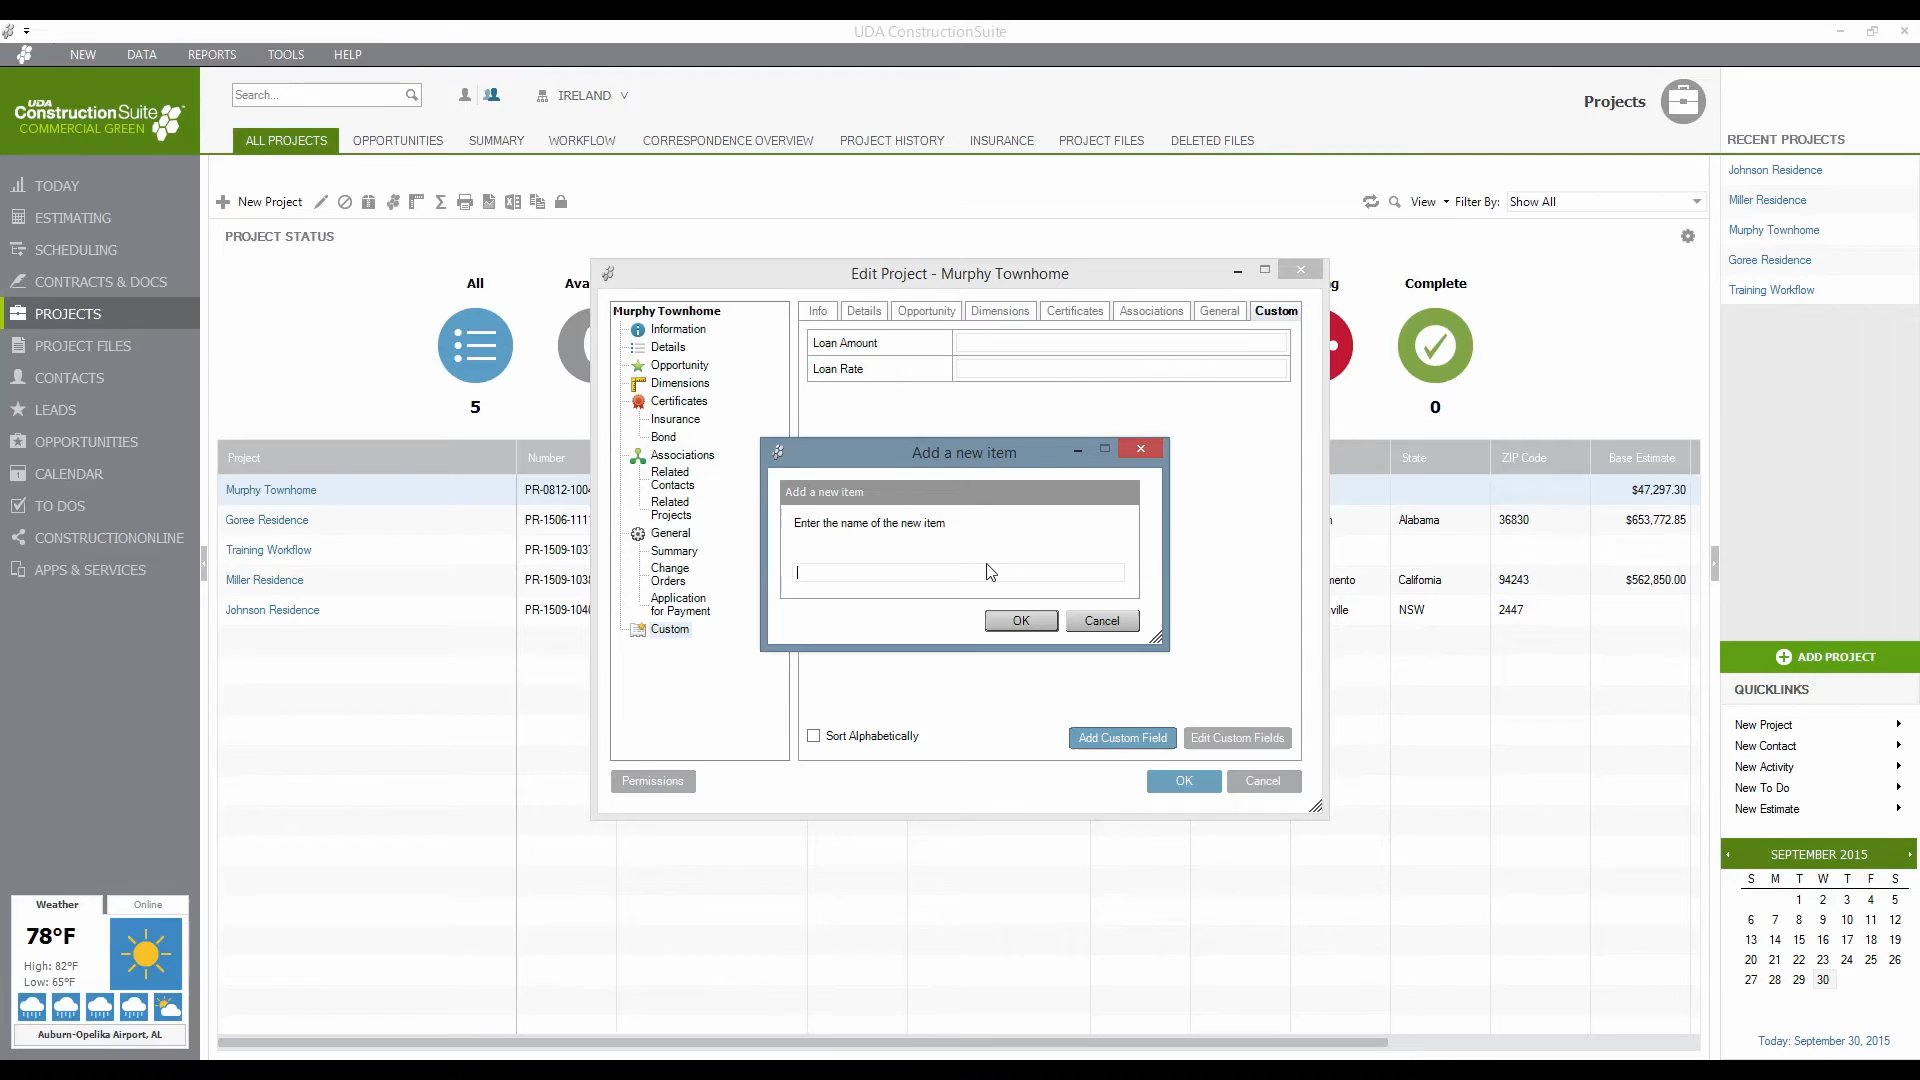 UDA ConstructionSuite
NEW DATA REPORTS TOOLS HELP
UDA
ConstructionSuite
COMMERCIAL GREEN
Search...
IRELAND
Projects
ALL PROJECTS OPPORTUNITIES SUMMARY WORKFLOW CORRESPONDENCE OVERVIEW PROJECT HISTORY INSURANCE PROJECT FILES DELETED FILES
TODAY
ESTIMATING
SCHEDULING
CONTRACTS & DOCS
PROJECTS
PROJECT FILES
CONTACTS
LEADS
OPPORTUNITIES
CALENDAR
TO DOS
CONSTRUCTIONONLINE
APPS & SERVICES
Weather Online
78°F
High: 82°F
Low: 65°F
Auburn-Opelika Airport, AL
New Project
View Filter By: Show All
PROJECT STATUS
All
5
Complete
0
Project Number State ZIP Code Base Estimate
Murphy Townhome $47,297.30
Goree Residence Alabama 36830 $653,772.85
Training Workflow
Miller Residence California 94243 $562,850.00
Johnson Residence NSW 2447
Edit Project - Murphy Townhome
Murphy Townhome
Information
Details
Opportunity
Dimensions
Certificates
Insurance
Bond
Associations
Related
Contacts
Related
Projects
General
Summary
Change
Orders
Application
for Payment
Custom
Info Details Opportunity Dimensions Certificates Associations General Custom
Loan Amount
Loan Rate
Add a new item
Add a new item
Enter the name of the new item
OK Cancel
Sort Alphabetically
Add Custom Field Edit Custom Fields
Permissions OK Cancel
RECENT PROJECTS
Johnson Residence
Miller Residence
Murphy Townhome
Goree Residence
Training Workflow
ADD PROJECT
QUICKLINKS
New Project
New Contact
New Activity
New To Do
New Estimate
SEPTEMBER 2015
S M T W T F S
1 2 3 4 5
6 7 8 9 10 11 12
13 14 15 16 17 18 19
20 21 22 23 24 25 26
27 28 29 30
Today: September 30, 2015